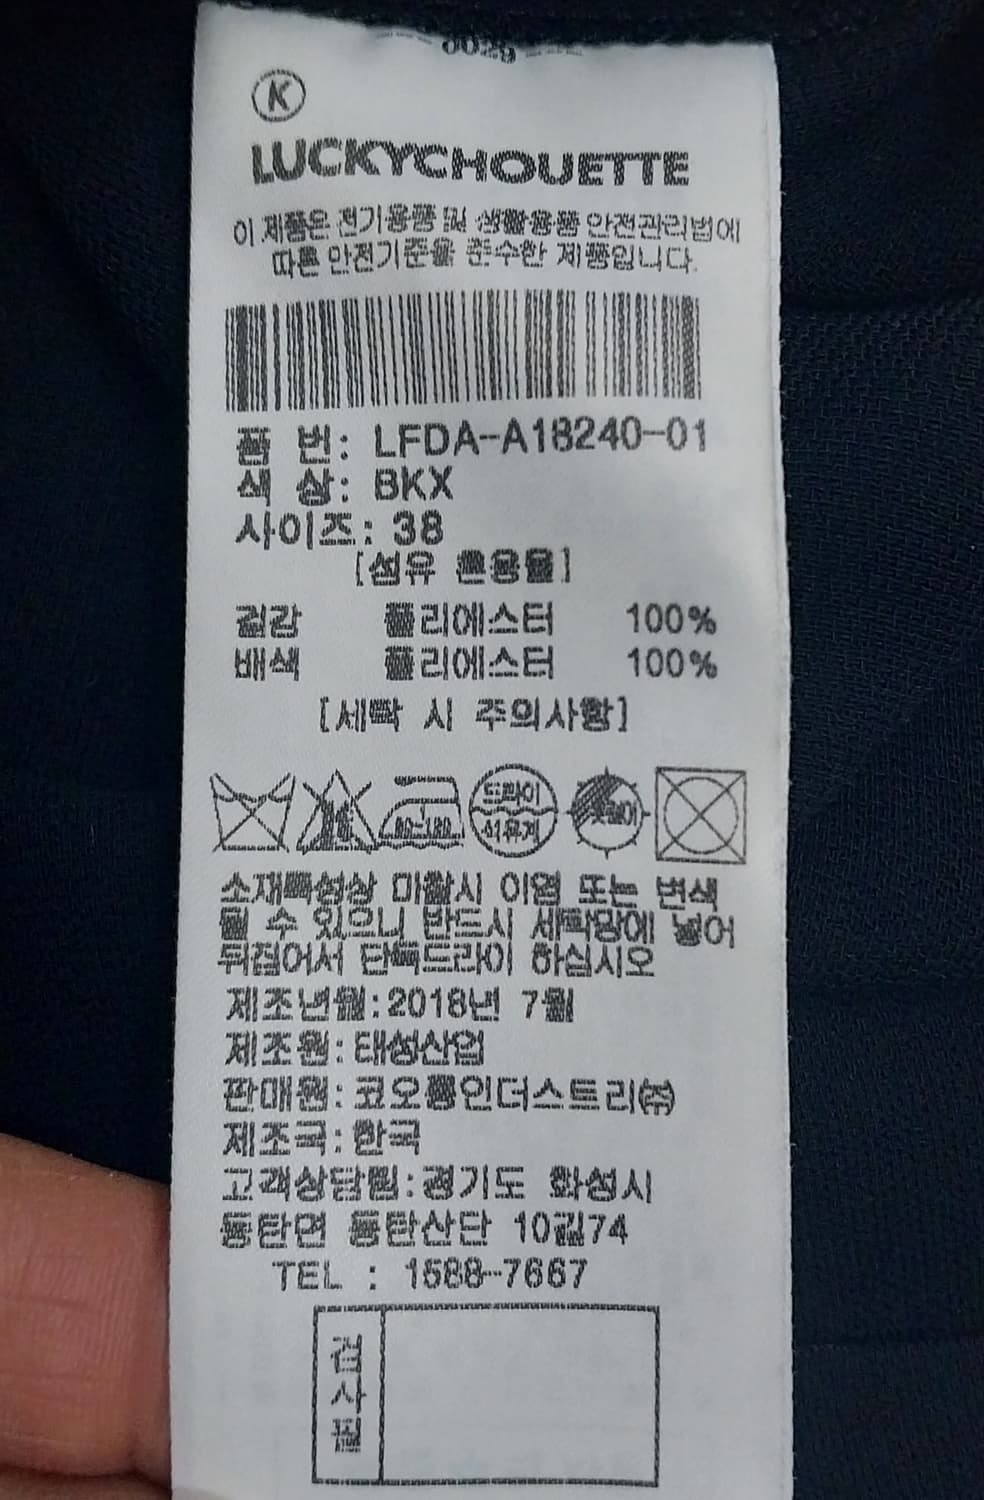 0029
K
LUCKYCHOUETTE
이 제품은 전기용품 및 생활용품 안전관리법에
따른 안전기준을 준수한 제품입니다.
품 번: LFDA-A18240-01
색 상: BKX
사이즈: 38
[섬유 혼용율]
겉감 폴리에스터 100%
배색 폴리에스터 100%
[세탁 시 주의사항]
80-120 드라이 석유계 옷걸이
소재특성상 마찰시 이염 또는 변색
될 수 있으니 반드시 세탁망에 넣어
뒤집어서 단독드라이 하십시오
제조년월:2018년 7월
제조원:태성산업
판매원:코오롱인더스트리㈜
제조국:한국
고객상담팀:경기도 화성시
동탄면 동탄산단 10길74
TEL : 1588-7667
검사필